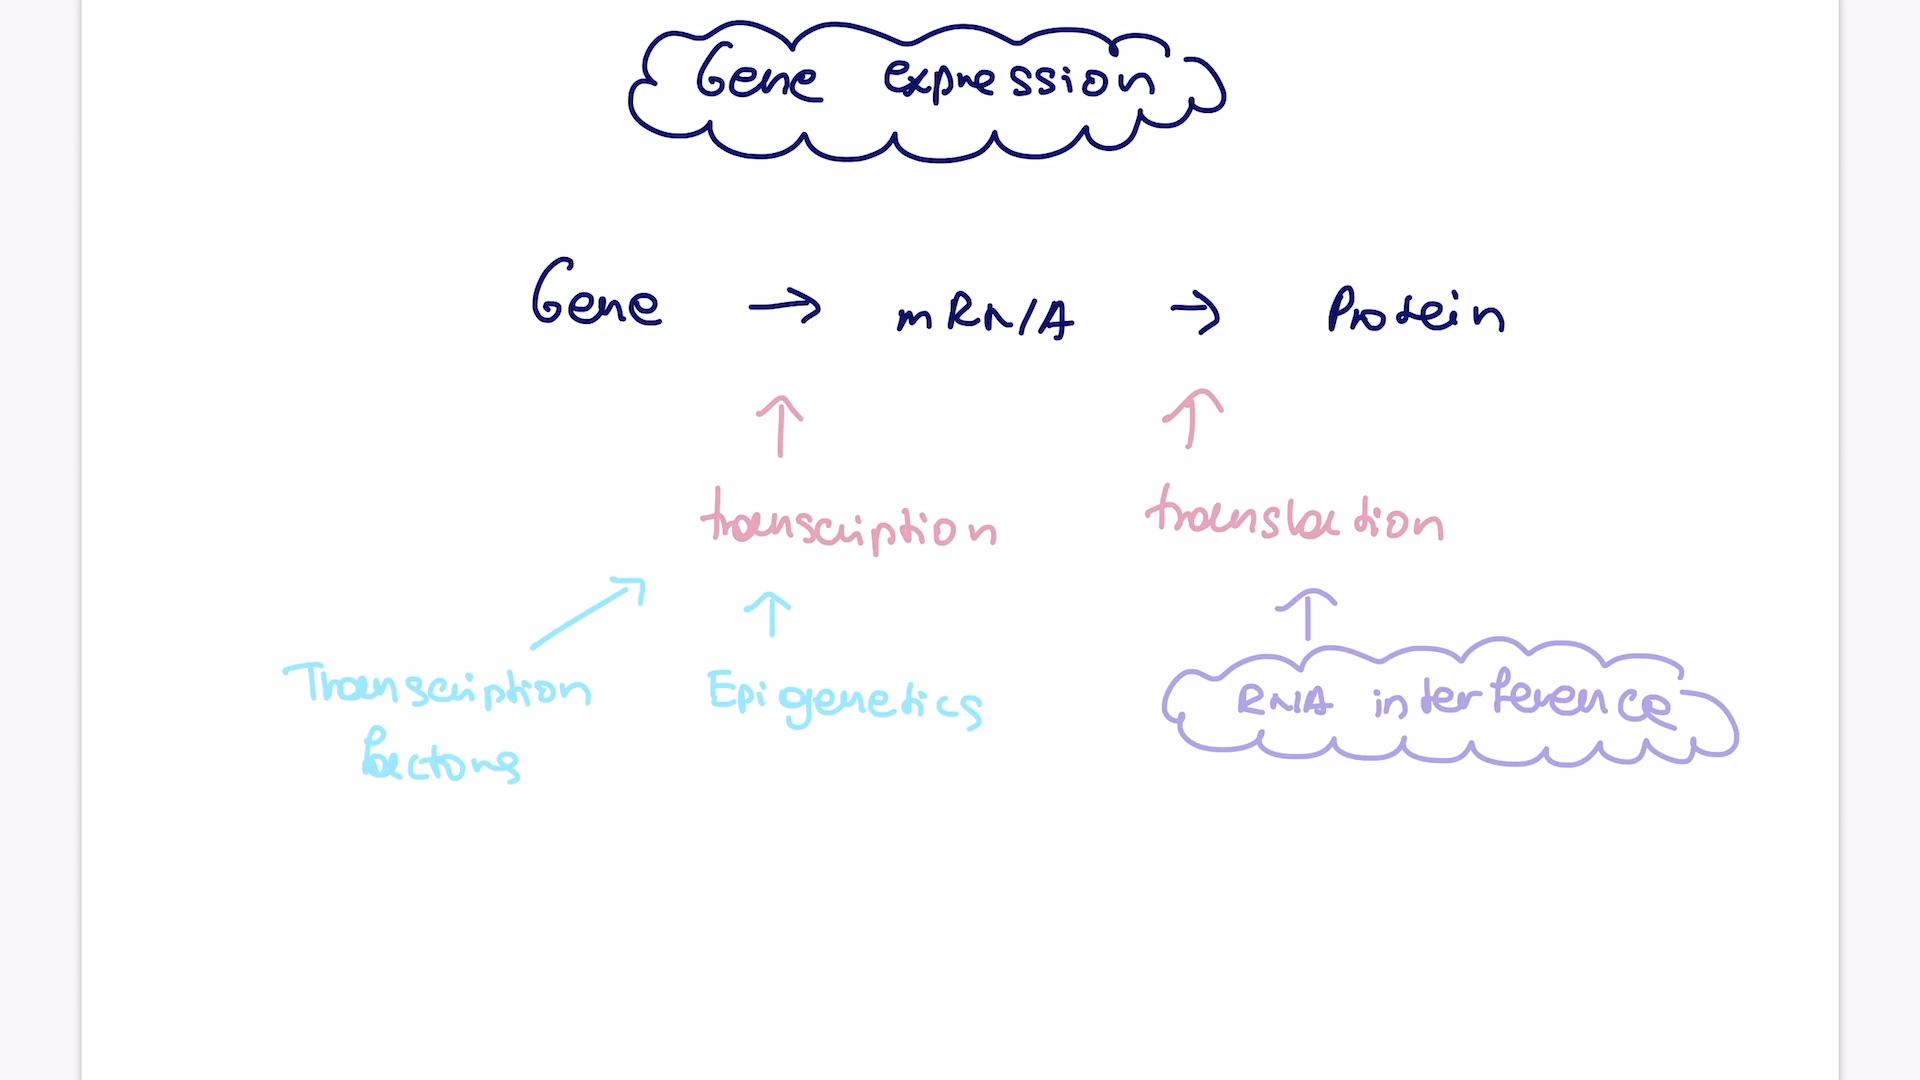 Gene expression
Gene → mRNA → Protein
transcription translation
Transcription Epigenetics RNA interference
factors